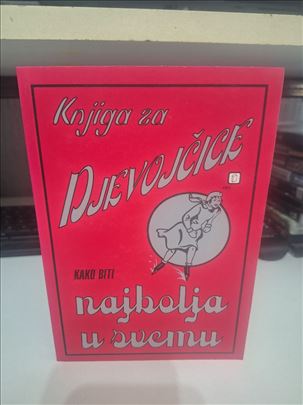 Knjiga za
DJEVOJČICE
KAKO BITI
najbolja
u svemu